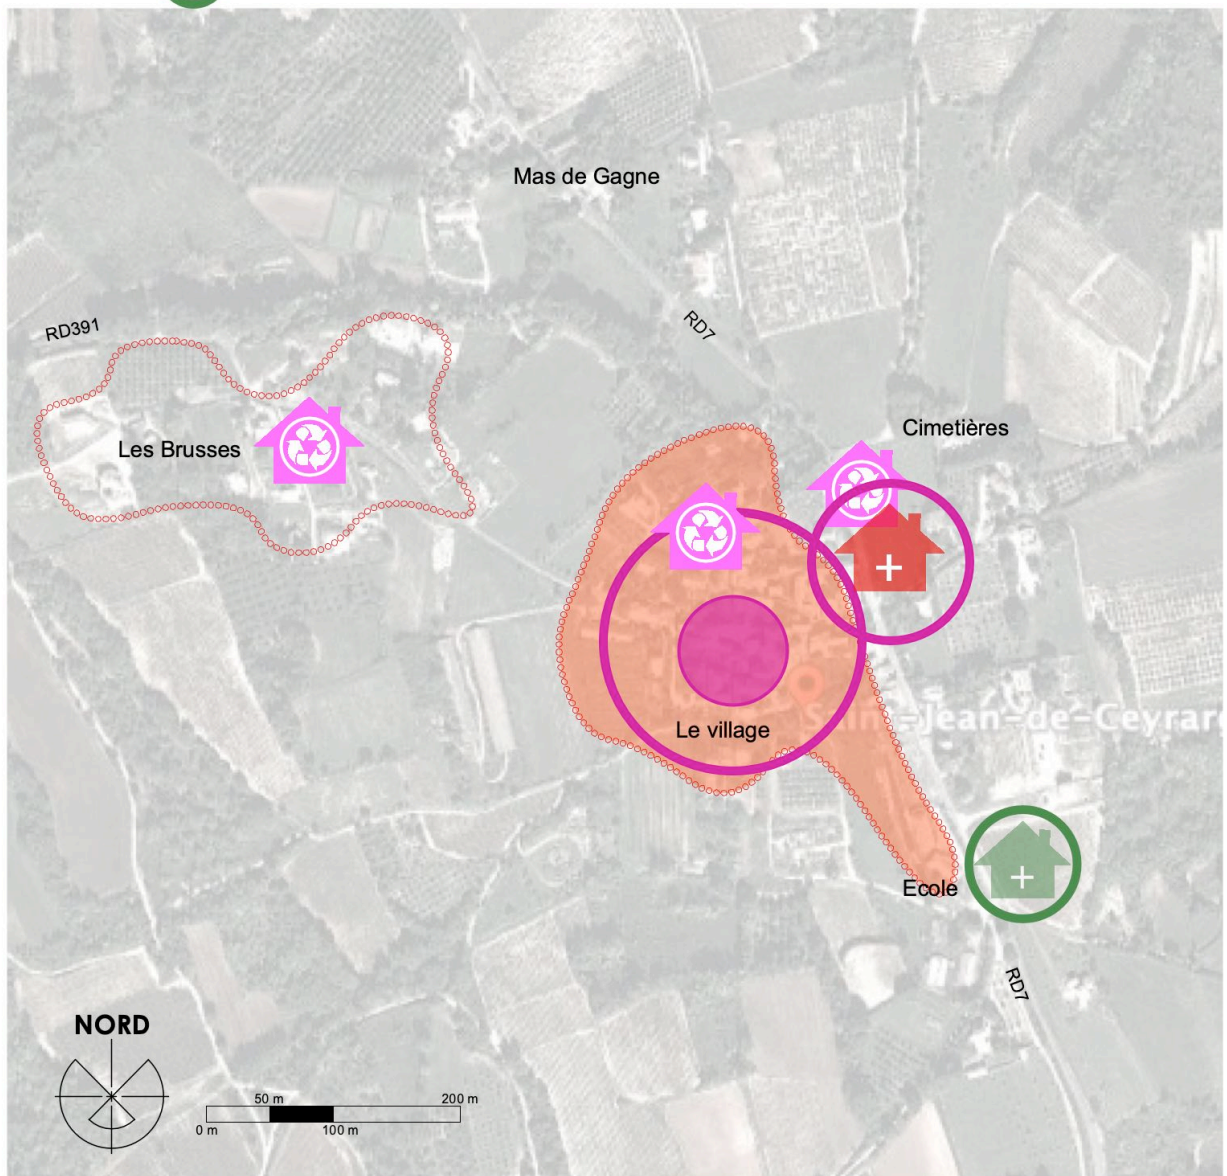 Mas de Gagne
RD391
RD7
Les Brusses
Cimetières
Saint-Jean-de-Ceyrar
Le village
Ecole
RD7
NORD
50 m
200 m
0 m
100 m